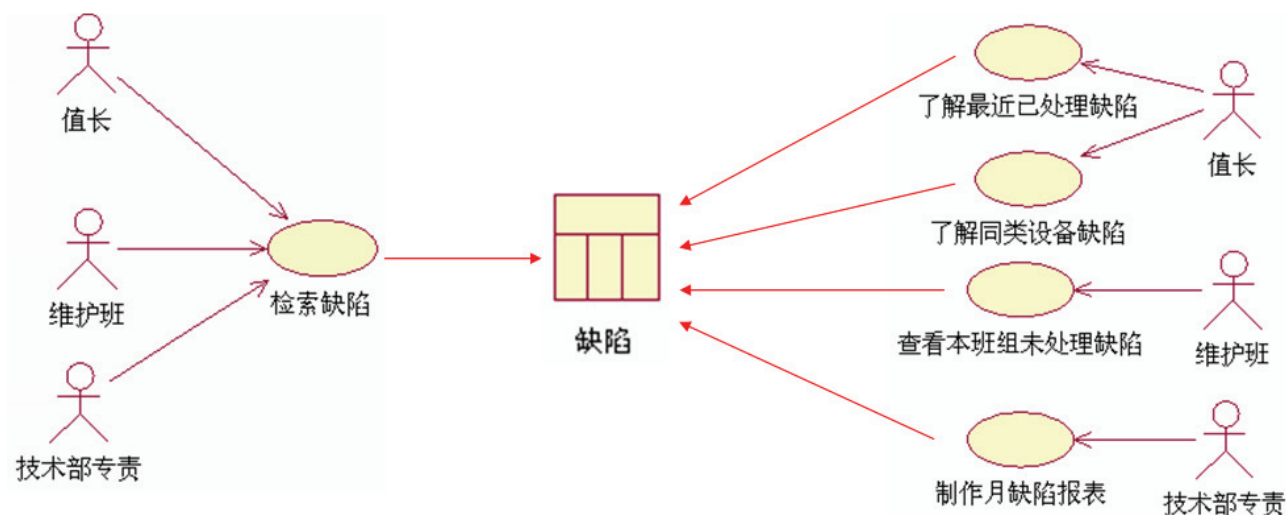 值长
维护班
技术部专责
检索缺陷
缺陷
了解最近已处理缺陷
了解同类设备缺陷
查看本班组未处理缺陷
制作月缺陷报表
值长
维护班
技术部专责